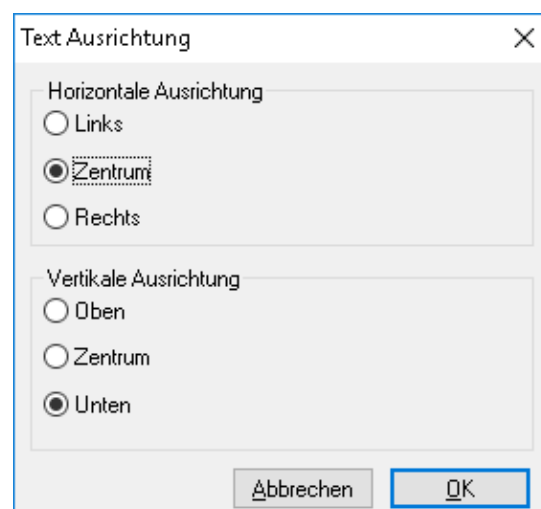 Text Ausrichtung
Horizontale Ausrichtung
Links
Zentrum
Rechts
Vertikale Ausrichtung
Oben
Zentrum
Unten
Abbrechen OK